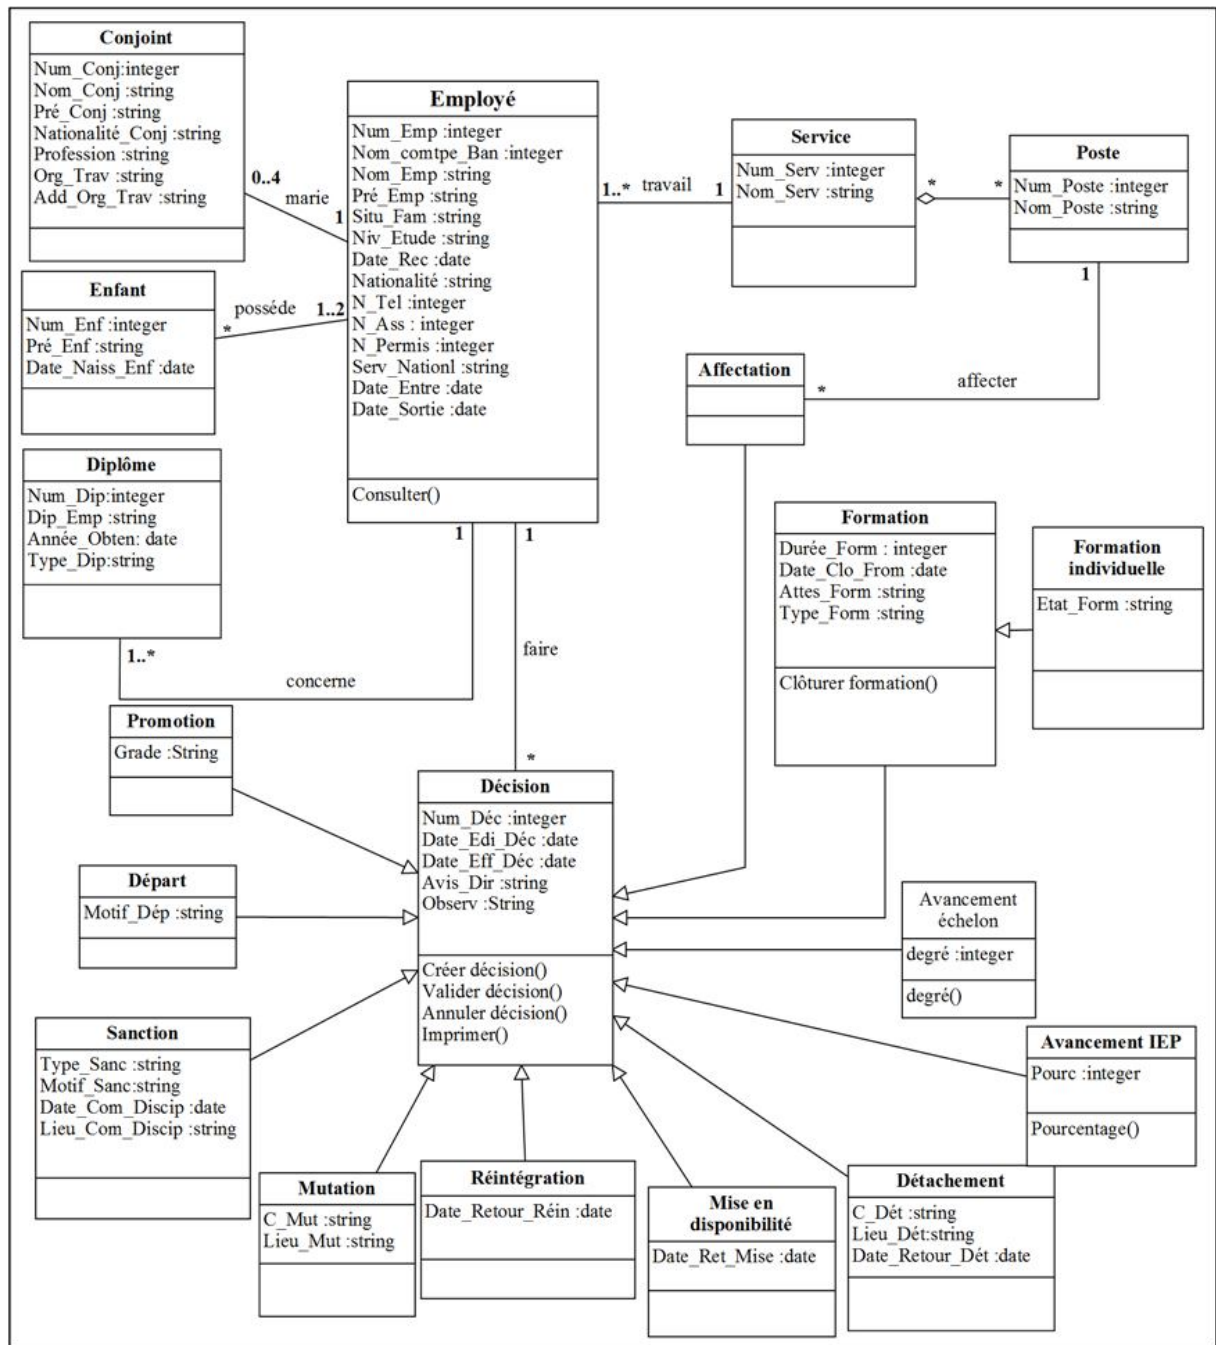 Conjoint
Num_Conj:integer
Nom_Conj :string
Pré_Conj :string
Nationalité_Conj :string
Profession :string
Org_Trav :string
Add_Org_Trav :string
0..4
marie
1
Employé
Num_Emp :integer
Nom_comtpe_Ban :integer
Nom_Emp :string
Pré_Emp :string
Situ_Fam :string
Niv_Etude :string
Date_Rec :date
Nationalité :string
N_Tel :integer
N_Ass : integer
N_Permis :integer
Serv_Nationl :string
Date_Entre :date
Date_Sortie :date
Consulter()
1..*
travail
1
Service
Num_Serv :integer
Nom_Serv :string
*
*
Poste
Num_Poste :integer
Nom_Poste :string
1
Enfant
Num_Enf :integer
Pré_Enf :string
Date_Naiss_Enf :date
posséde
*
1..2
Affectation
*
affecter
Diplôme
Num_Dip:integer
Dip_Emp :string
Année_Obten: date
Type_Dip:string
1..*
concerne
1
1
faire
*
Formation
Durée_Form : integer
Date_Clo_From :date
Attes_Form :string
Type_Form :string
Clôturer formation()
Formation
individuelle
Etat_Form :string
Promotion
Grade :String
Décision
Num_Déc :integer
Date_Edi_Déc :date
Date_Eff_Déc :date
Avis_Dir :string
Observ :String
Créer décision()
Valider décision()
Annuler décision()
Imprimer()
Départ
Motif_Dép :string
Avancement
échelon
degré :integer
degré()
Sanction
Type_Sanc :string
Motif_Sanc:string
Date_Com_Discip :date
Lieu_Com_Discip :string
Avancement IEP
Pourc :integer
Pourcentage()
Mutation
C_Mut :string
Lieu_Mut :string
Réintégration
Date_Retour_Réin :date
Mise en
disponibilité
Date_Ret_Mise :date
Détachement
C_Dét :string
Lieu_Dét:string
Date_Retour_Dét :date